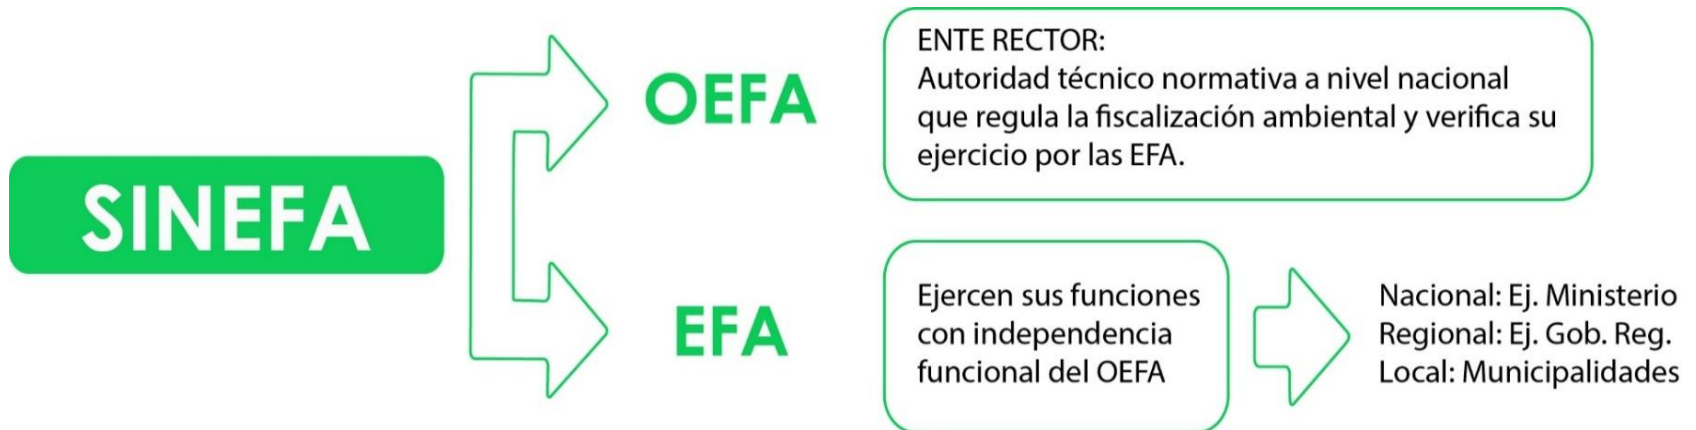 SINEFA
OEFA
ENTE RECTOR:
Autoridad técnico normativa a nivel nacional
que regula la fiscalización ambiental y verifica su
ejercicio por las EFA.
EFA
Ejercen sus funciones
con independencia
funcional del OEFA
Nacional: Ej. Ministerio
Regional: Ej. Gob. Reg.
Local: Municipalidades